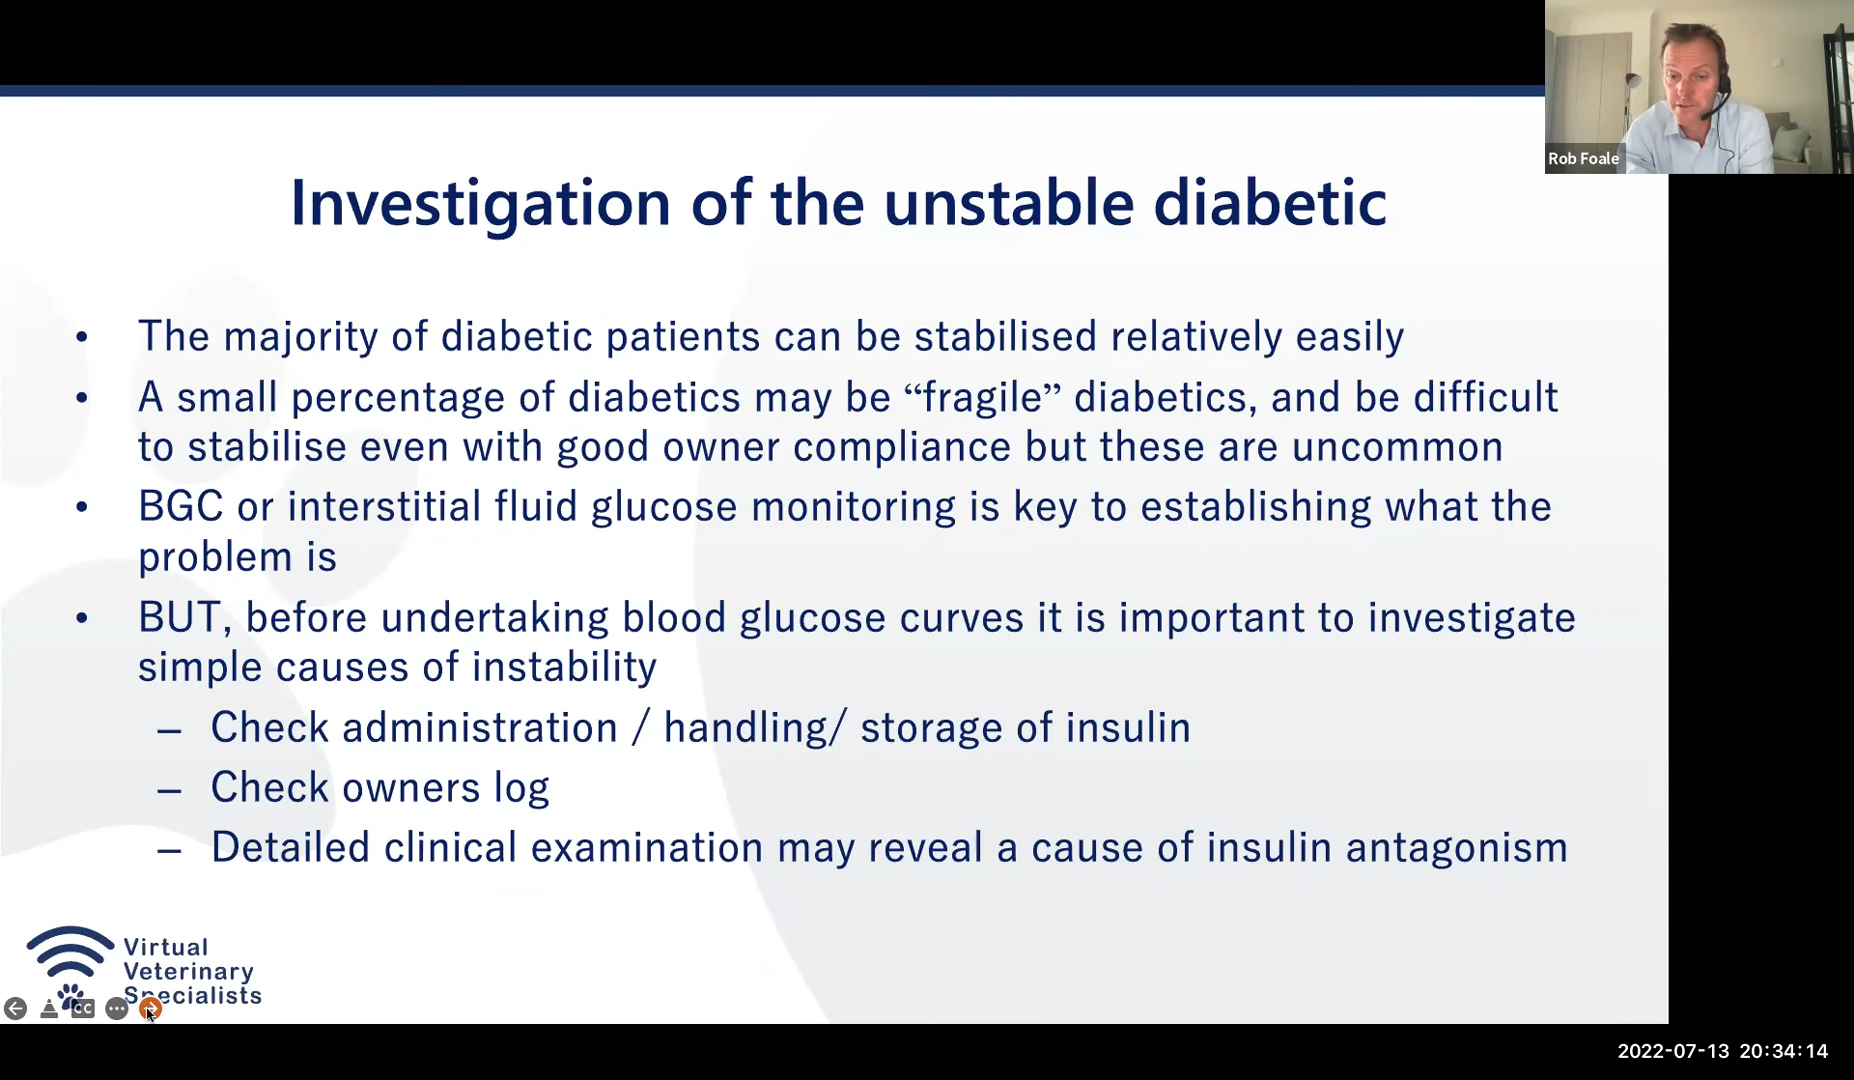 Rob Foale
Investigation of the unstable diabetic
• The majority of diabetic patients can be stabilised relatively easily
• A small percentage of diabetics may be “fragile” diabetics, and be difficult
to stabilise even with good owner compliance but these are uncommon
• BGC or interstitial fluid glucose monitoring is key to establishing what the
problem is
• BUT, before undertaking blood glucose curves it is important to investigate
simple causes of instability
– Check administration / handling/ storage of insulin
– Check owners log
– Detailed clinical examination may reveal a cause of insulin antagonism
Virtual
Veterinary
Specialists
CC
2022-07-13 20:34:14